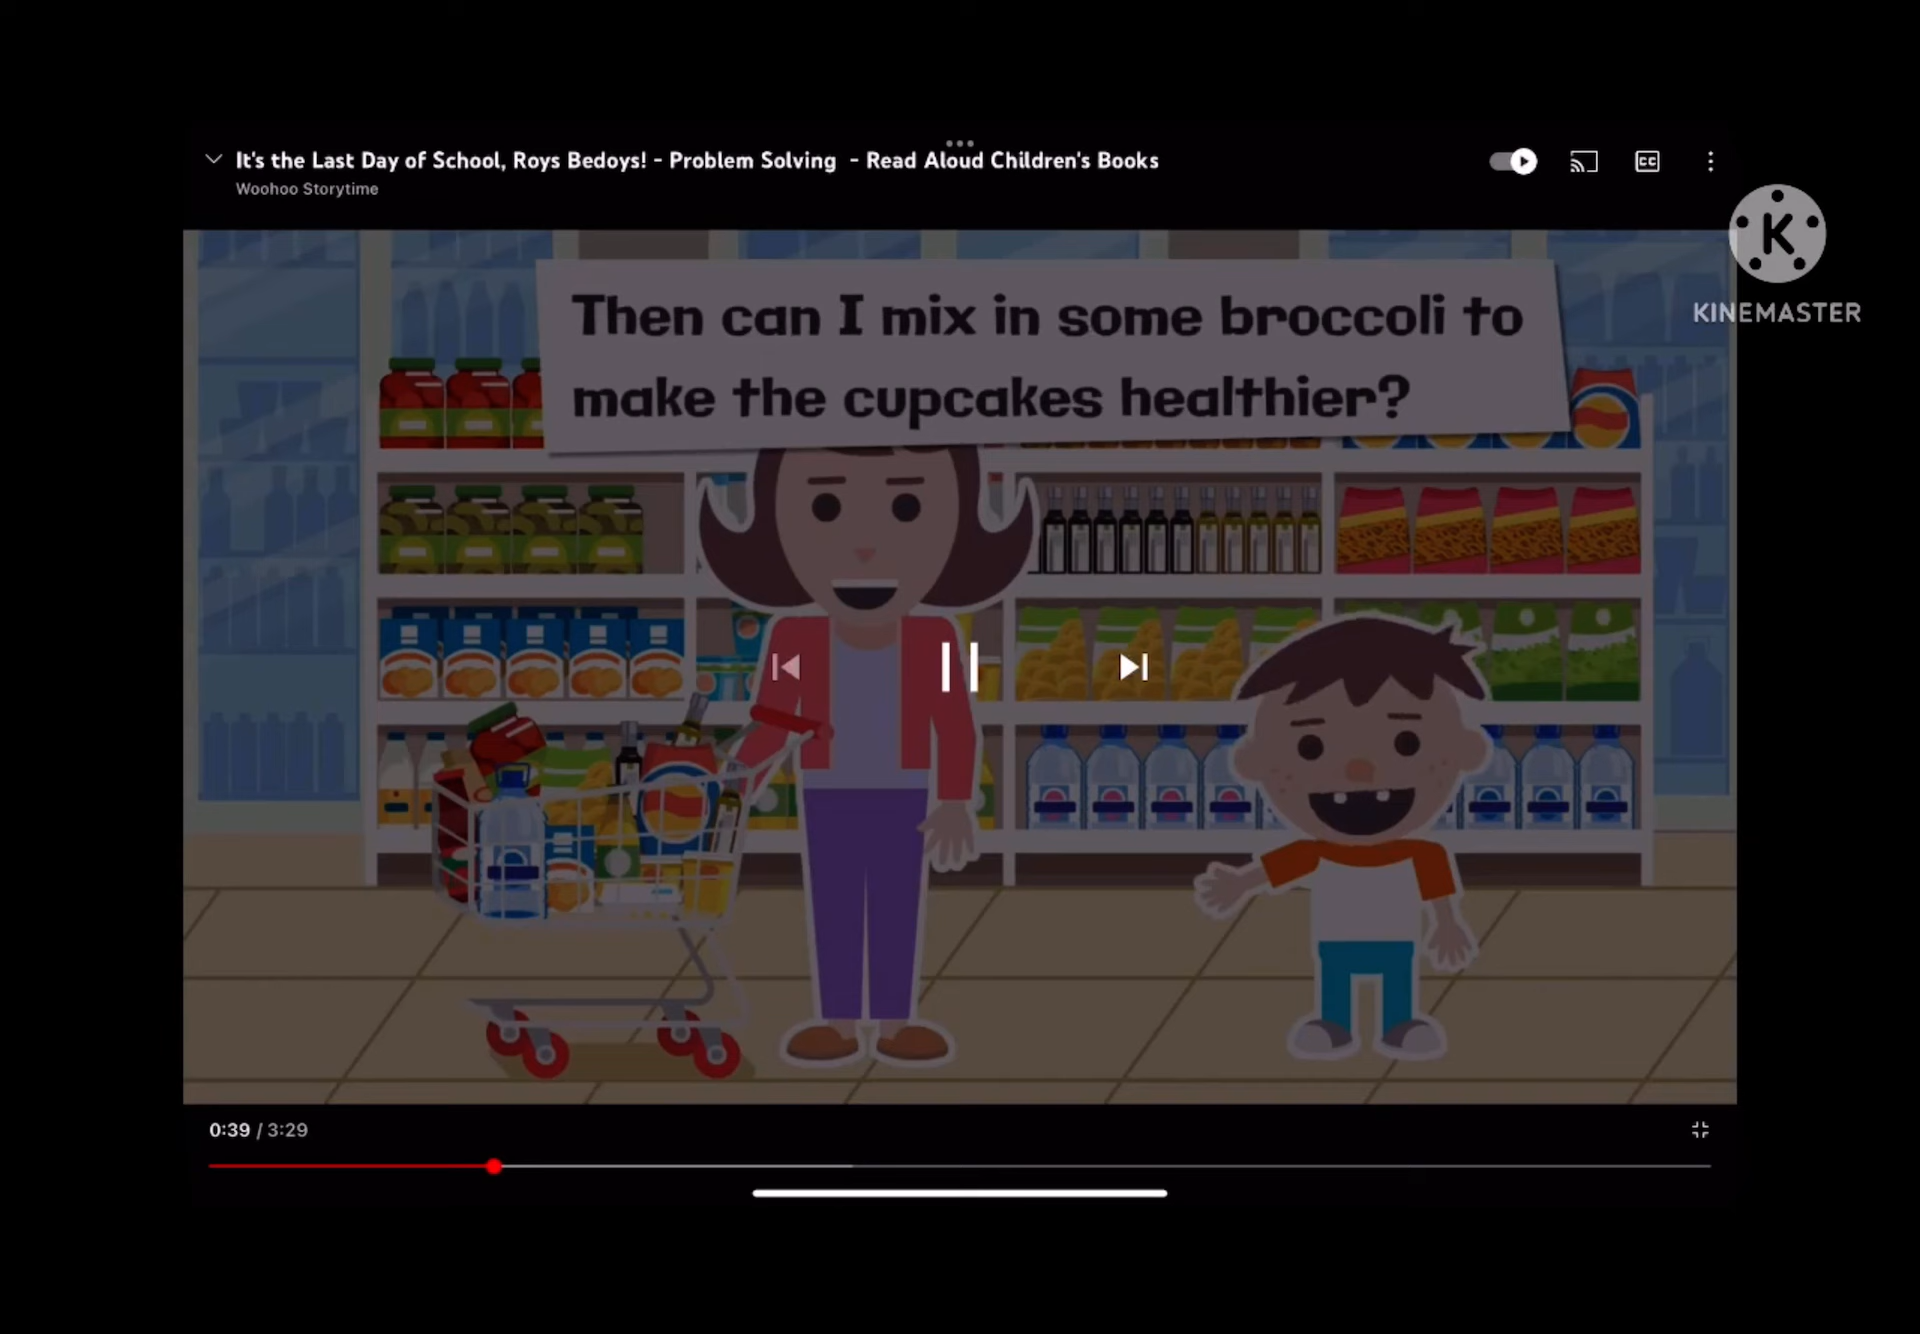 It's the Last Day of School, Roys Bedoys! - Problem Solving - Read Aloud Children's Books
Woohoo Storytime
CC
K
KINEMASTER
Then can I mix in some broccoli to
make the cupcakes healthier?
0:39 / 3:29